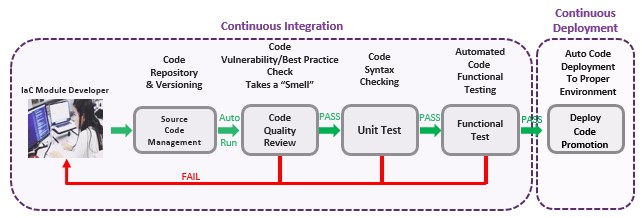 Continuous Integration
Continuous
Deployment
IaC Module Developer
Code
Repository
& Versioning
Code
Vulnerability/Best Practice
Check
Takes a “Smell”
Code
Syntax
Checking
Automated
Code
Functional
Testing
Auto Code
Deployment
To Proper
Environment
Source
Code
Management
Auto
Run
Code
Quality
Review
PASS
Unit Test
PASS
Functional
Test
PASS
Deploy
Code
Promotion
FAIL